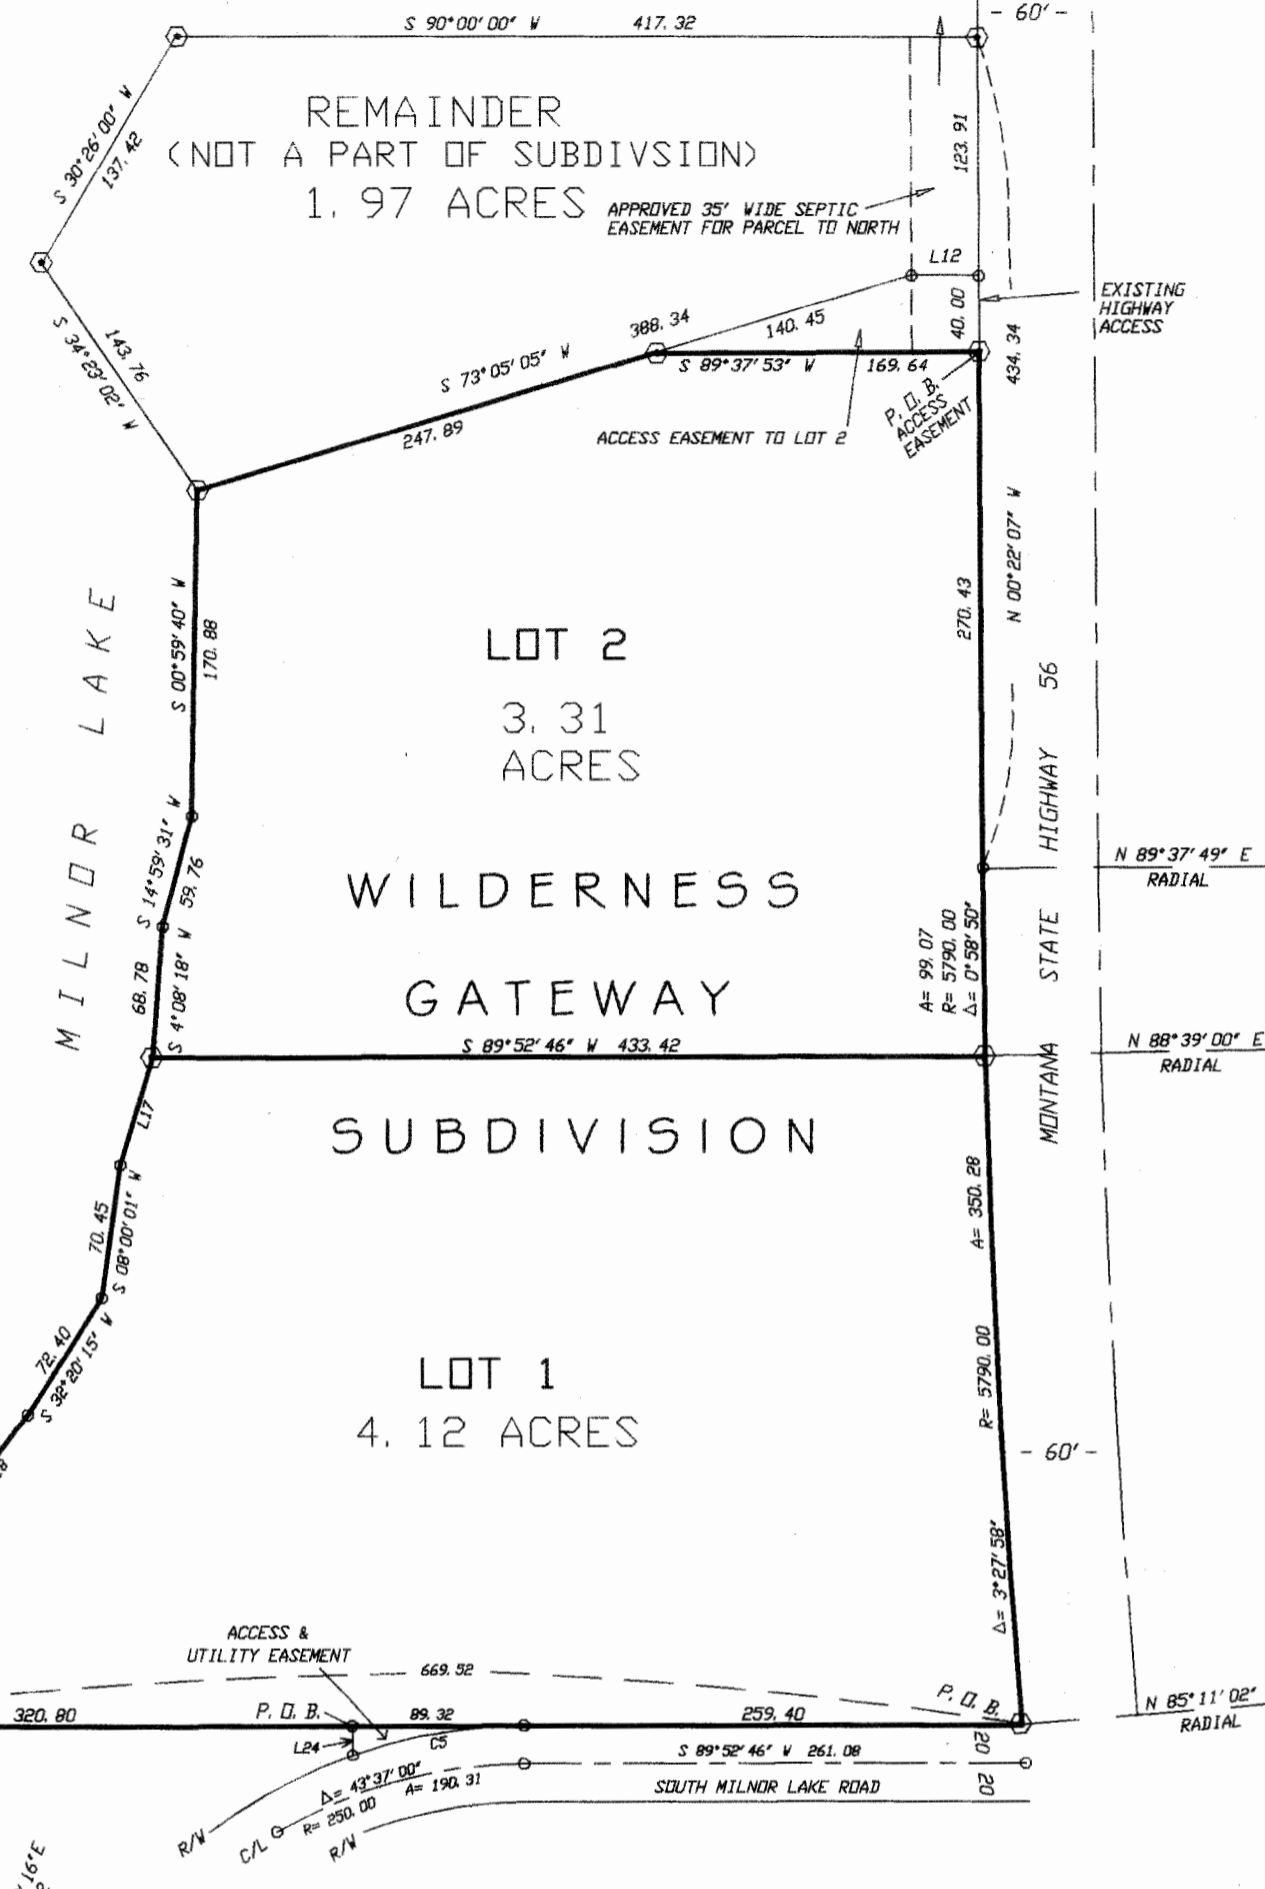 - 60' -
S 90°00'00" W 417.32
S 30°26'00" W
137.42
REMAINDER
(NOT A PART OF SUBDIVSION)
1.97 ACRES
APPROVED 35' WIDE SEPTIC
EASEMENT FOR PARCEL TO NORTH
123.91
L12
40.00
EXISTING
HIGHWAY
ACCESS
434.34
S 34°23'02" W
143.76
388.34
140.45
S 73°05'05" W
247.89
S 89°37'53" W 169.64
P.O.B.
ACCESS
EASEMENT
ACCESS EASEMENT TO LOT 2
N 00°22'07" W
270.43
MILNOR LAKE
S 00°59'40" W
170.88
LOT 2
3.31
ACRES
MONTANA STATE HIGHWAY 56
S 14°59'31" W
59.76
WILDERNESS
N 89°37'49" E
RADIAL
68.78
S 4°08'18" W
A= 99.07
R= 5790.00
Δ= 0°58'50"
GATEWAY
S 89°52'46" W 433.42
N 88°39'00" E
RADIAL
L17
SUBDIVISION
70.45
S 08°00'01" W
A= 350.28
R= 5790.00
Δ= 3°27'58"
72.40
S 32°20'15" W
LOT 1
4.12 ACRES
- 60' -
ACCESS &
UTILITY EASEMENT
669.52
P.O.B.
N 85°11'02"
RADIAL
320.80
P.O.B.
89.32
259.40
L24
C5
S 89°52'46" W 261.08
20
20
Δ= 43°37'00"
R= 250.00
A= 190.31
SOUTH MILNOR LAKE ROAD
R/W
C/L
R/W
16"E